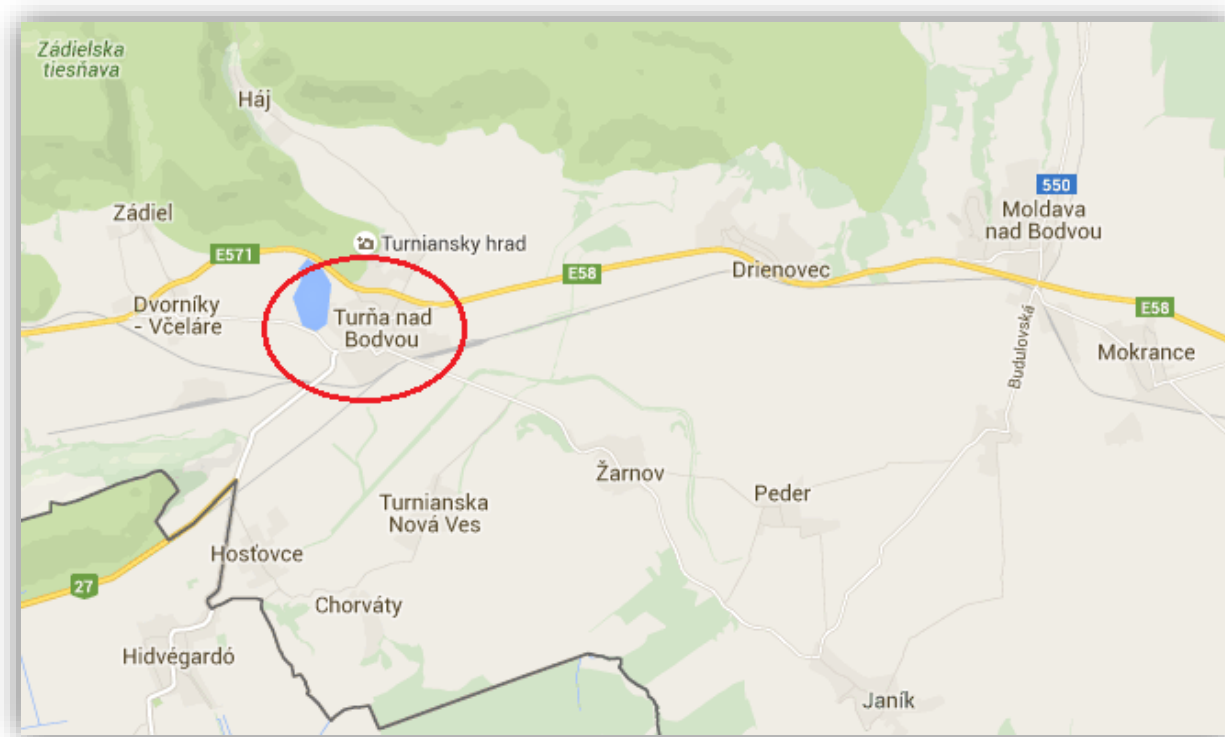 Zádielska
tiesňava
Háj
Zádiel
550
Moldava
nad Bodvou
E571
Turniansky hrad
E58
Drienovec
Dvorníky
- Včeláre
Turňa nad
Bodvou
E58
Budulovská
Mokrance
Žarnov
Peder
Turnianska
Nová Ves
Hosťovce
27
Chorváty
Hidvégardó
Janík